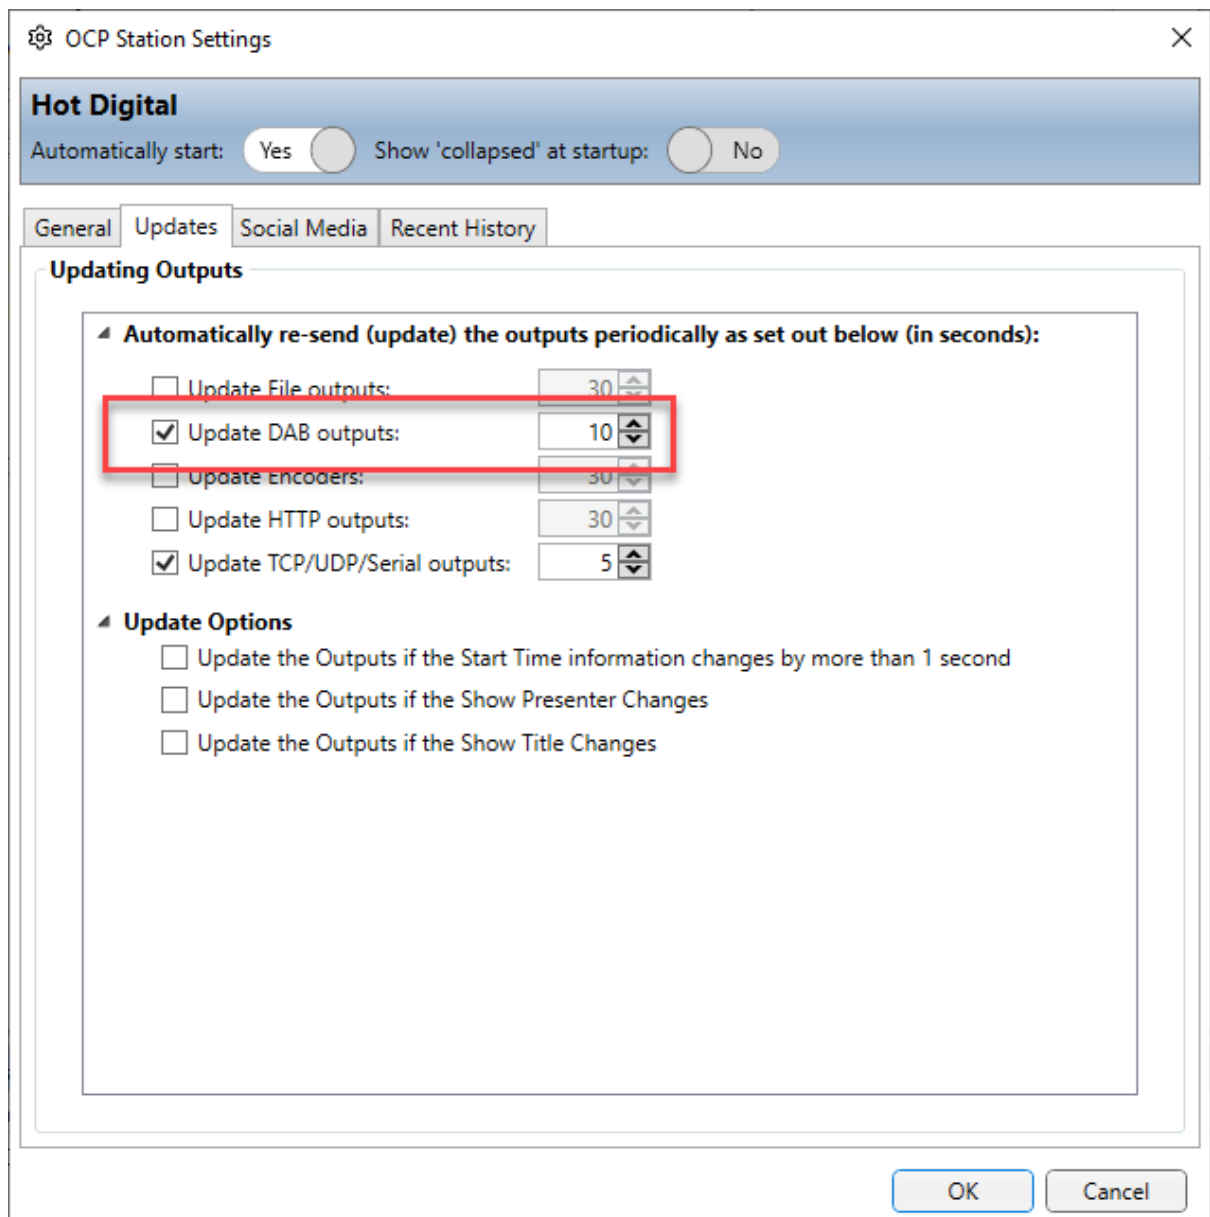 OCP Station Settings
Hot Digital
Automatically start: Yes Show 'collapsed' at startup: No
General Updates Social Media Recent History
Updating Outputs
Automatically re-send (update) the outputs periodically as set out below (in seconds):
Update File outputs: 30
Update DAB outputs: 10
Update Encoders: 30
Update HTTP outputs: 30
Update TCP/UDP/Serial outputs: 5
Update Options
Update the Outputs if the Start Time information changes by more than 1 second
Update the Outputs if the Show Presenter Changes
Update the Outputs if the Show Title Changes
OK Cancel